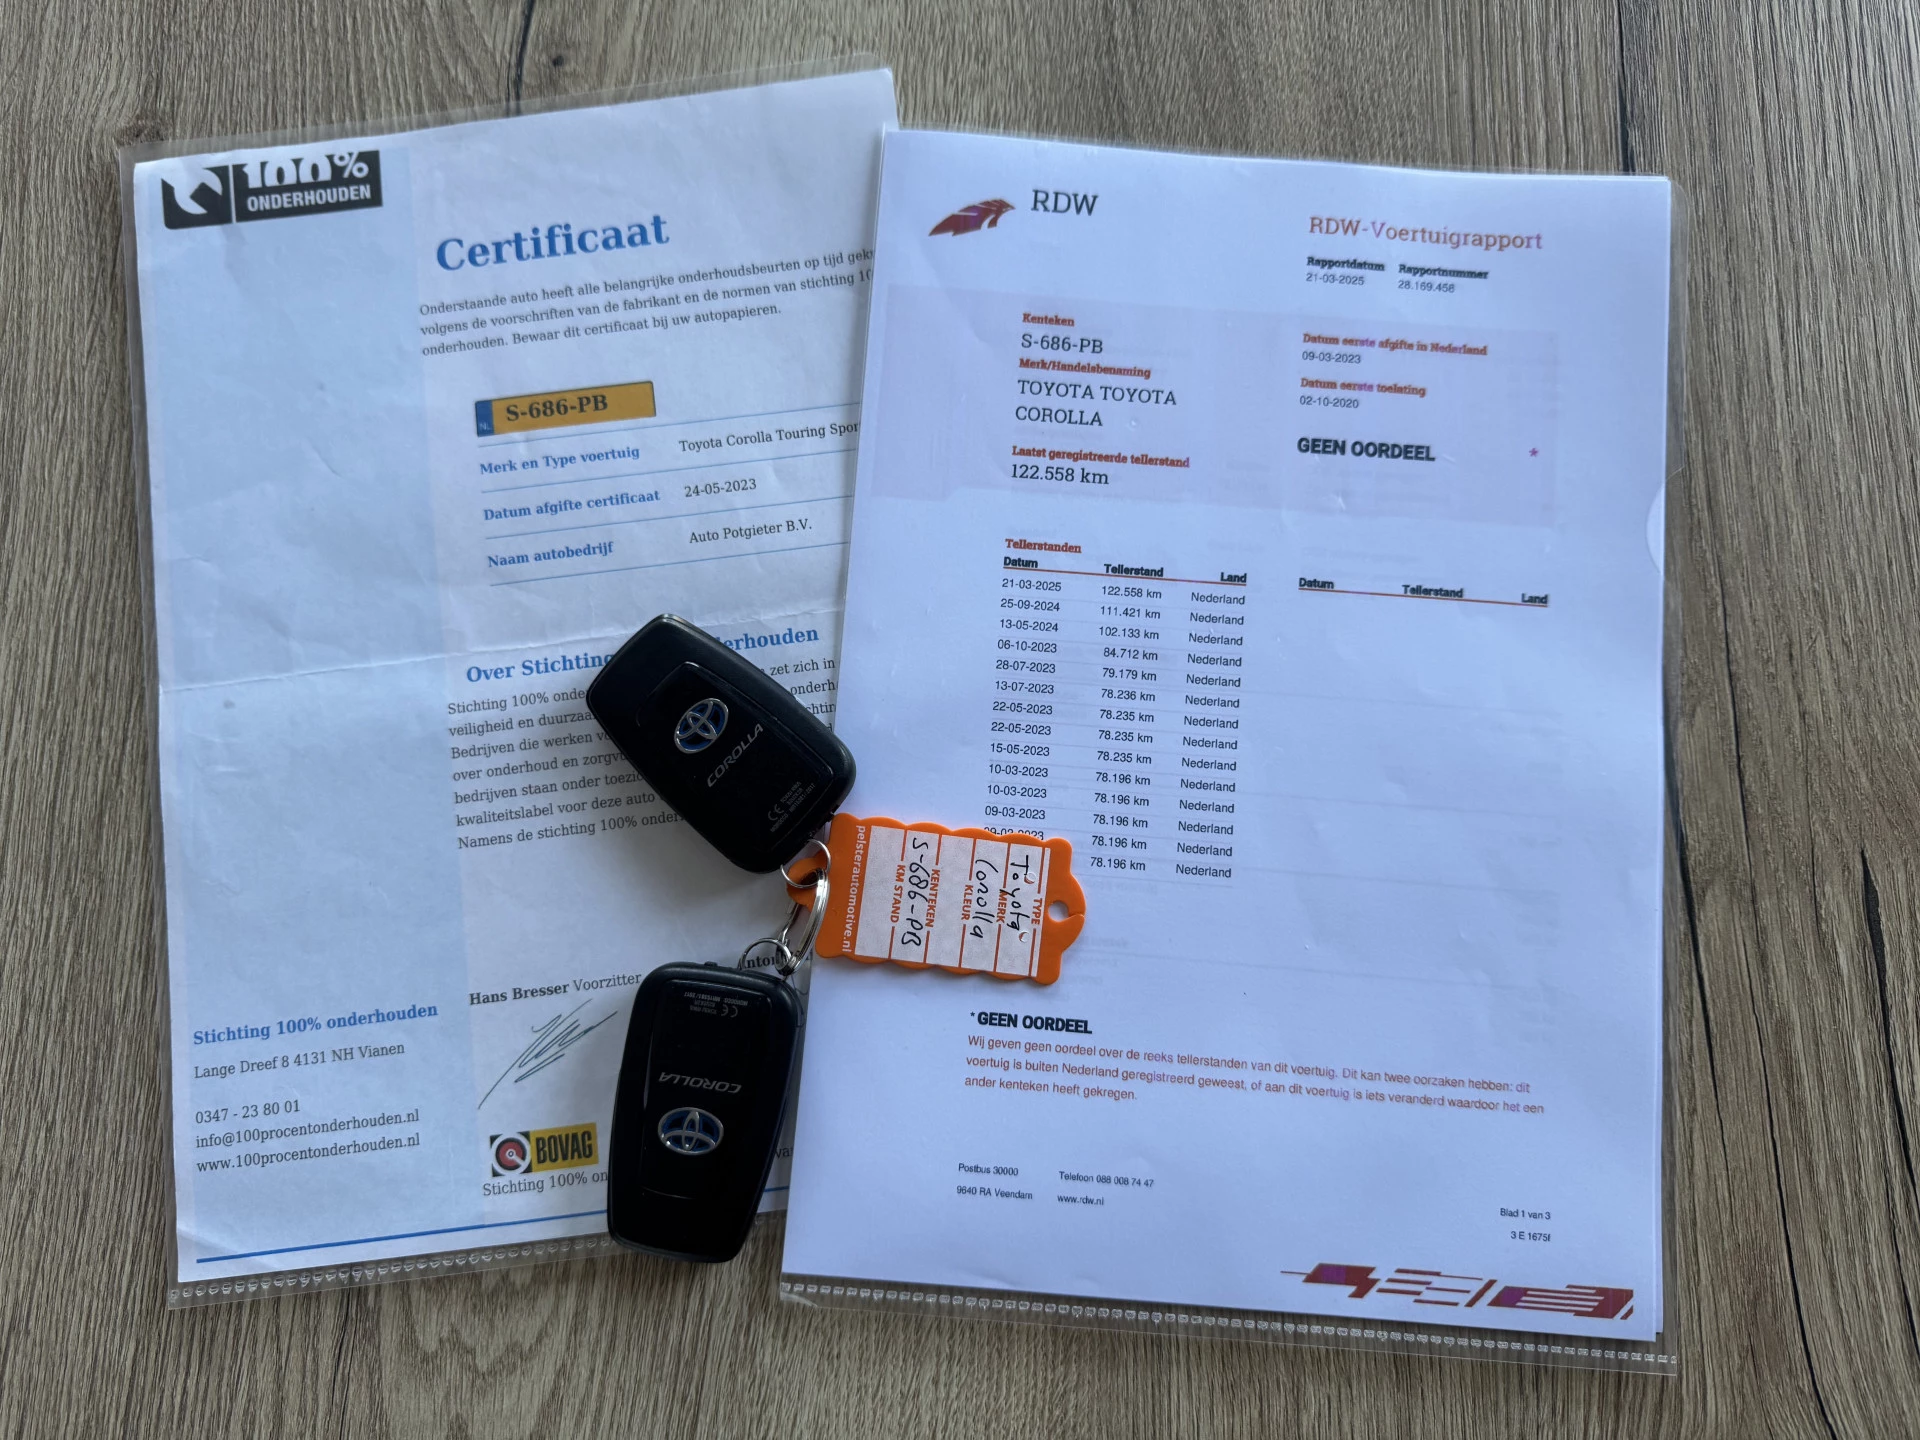 100%
ONDERHOUDEN
Certificaat
Onderstaande auto heeft alle belangrijke onderhoudsbeurten op tijd
volgens de voorschriften van de fabrikant en de normen van stichting
onderhouden. Bewaar dit certificaat bij uw autopapieren.
NL S-686-PB
Merk en Type voertuig Toyota Corolla Touring
Datum afgifte certificaat 24-05-2023
Naam autobedrijf Auto Potgieter B.V.
Over Stichting
Stichting 100%
veiligheid en zet zich in
Bedrijven die werken
over onderhoud en
bedrijven staan onder
kwaliteitslabel voor deze auto
Namens de stichting 100%
Hans Bresser Voorzitter
Stichting 100% onderhouden
Lange Dreef 8 4131 NH Vianen
0347 - 23 80 01
info@100procentonderhouden.nl
www.100procentonderhouden.nl
BOVAG
Stichting 100%
COROLLA
COROLLA
TYPE
Toyota
MERK
Corolla
KLEUR
KENTEKEN
S-686-PB
KM STAND
pelsterautomotive.nl
RDW
RDW-Voertuigrapport
Rapportdatum Rapportnummer
21-03-2025 28.169.458
Kenteken
S-686-PB
Merk/Handelsbenaming
TOYOTA TOYOTA
COROLLA
Laatst geregistreerde tellerstand
122.558 km
Datum eerste afgifte in Nederland
09-03-2023
Datum eerste toelating
02-10-2020
GEEN OORDEEL *
Tellerstanden
Datum Tellerstand Land
21-03-2025 122.558 km Nederland
25-09-2024 111.421 km Nederland
13-05-2024 102.133 km Nederland
06-10-2023 84.712 km Nederland
28-07-2023 79.179 km Nederland
13-07-2023 78.236 km Nederland
22-05-2023 78.235 km Nederland
22-05-2023 78.235 km Nederland
15-05-2023 78.235 km Nederland
10-03-2023 78.196 km Nederland
10-03-2023 78.196 km Nederland
09-03-2023 78.196 km Nederland
09-03-2023 78.196 km Nederland
78.196 km Nederland
Datum Tellerstand Land
* GEEN OORDEEL
Wij geven geen oordeel over de reeks tellerstanden van dit voertuig. Dit kan twee oorzaken hebben: dit
voertuig is buiten Nederland geregistreerd geweest, of aan dit voertuig is iets veranderd waardoor het een
ander kenteken heeft gekregen.
Postbus 30000 Telefoon 088 008 74 47
9640 RA Veendam www.rdw.nl
Blad 1 van 3
3 E 1675f